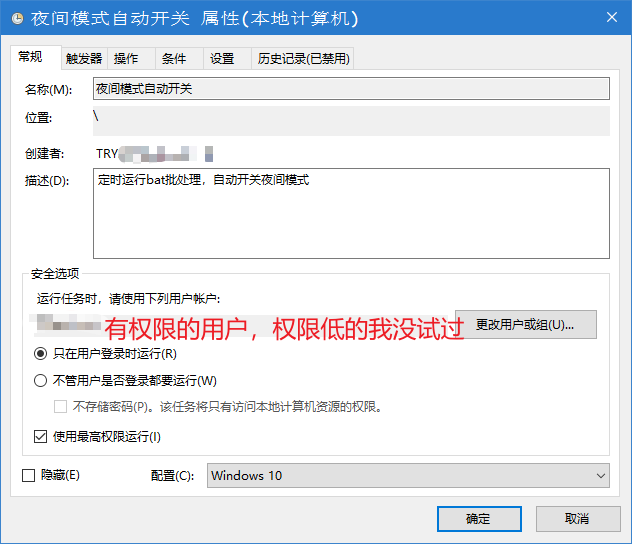 夜间模式自动开关 属性(本地计算机)
常规 触发器 操作 条件 设置 历史记录(已禁用)
名称(M): 夜间模式自动开关
位置: \
创建者: TRY
描述(D): 定时运行bat批处理，自动开关夜间模式
安全选项
运行任务时，请使用下列用户帐户:
有权限的用户，权限低的我没试过 更改用户或组(U)...
只在用户登录时运行(R)
不管用户是否登录都要运行(W)
不存储密码(P)。该任务将只有访问本地计算机资源的权限。
使用最高权限运行(I)
隐藏(E) 配置(C): Windows 10
确定 取消